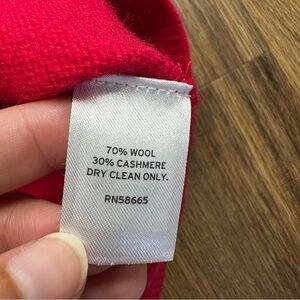 70% WOOL
30% CASHMERE
DRY CLEAN ONLY.
RN58665